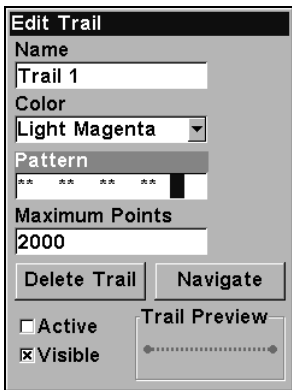 Edit Trail
Name
Trail 1
Color
Light Magenta
Pattern
** ** ** **
Maximum Points
2000
Delete Trail Navigate
Active
Trail Preview
Visible